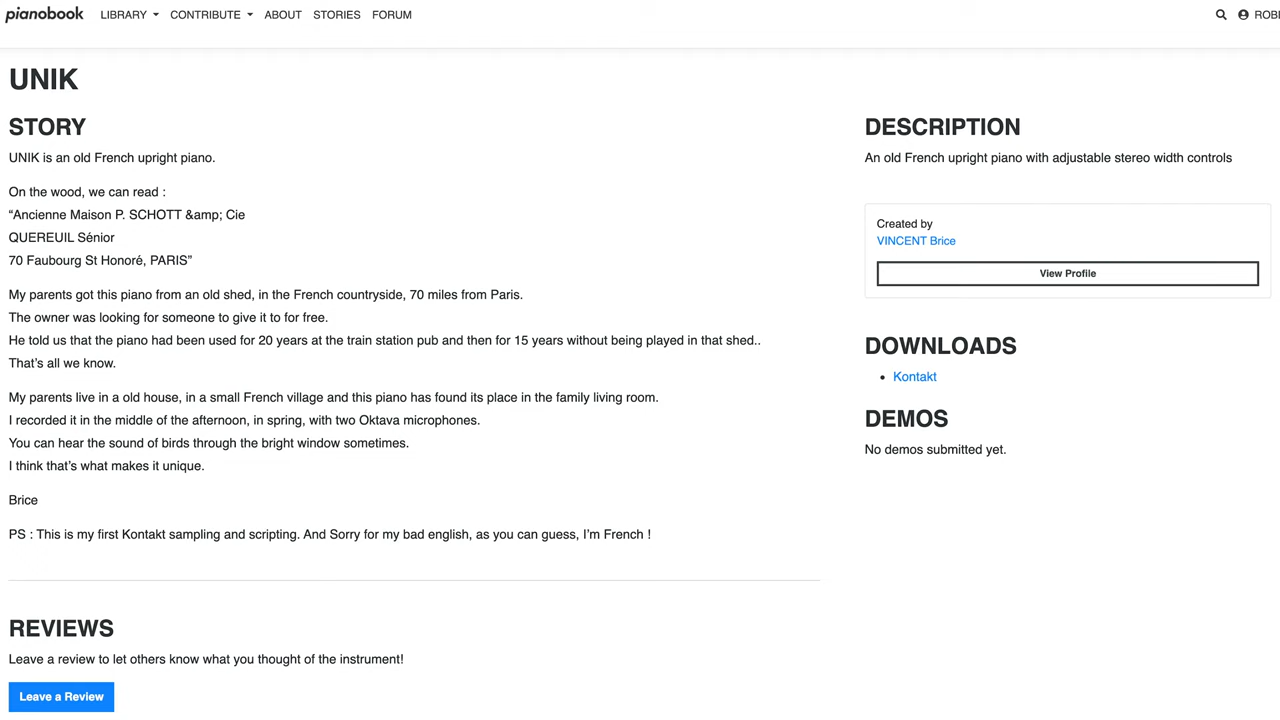 pianobook LIBRARY CONTRIBUTE ABOUT STORIES FORUM ROBI
UNIK
STORY
UNIK is an old French upright piano.
On the wood, we can read :
“Ancienne Maison P. SCHOTT &amp; Cie
QUEREUIL Sénior
70 Faubourg St Honoré, PARIS”
My parents got this piano from an old shed, in the French countryside, 70 miles from Paris.
The owner was looking for someone to give it to for free.
He told us that the piano had been used for 20 years at the train station pub and then for 15 years without being played in that shed..
That’s all we know.
My parents live in a old house, in a small French village and this piano has found its place in the family living room.
I recorded it in the middle of the afternoon, in spring, with two Oktava microphones.
You can hear the sound of birds through the bright window sometimes.
I think that’s what makes it unique.
Brice
PS : This is my first Kontakt sampling and scripting. And Sorry for my bad english, as you can guess, I’m French !
REVIEWS
Leave a review to let others know what you thought of the instrument!
Leave a Review
DESCRIPTION
An old French upright piano with adjustable stereo width controls
Created by
VINCENT Brice
View Profile
DOWNLOADS
• Kontakt
DEMOS
No demos submitted yet.